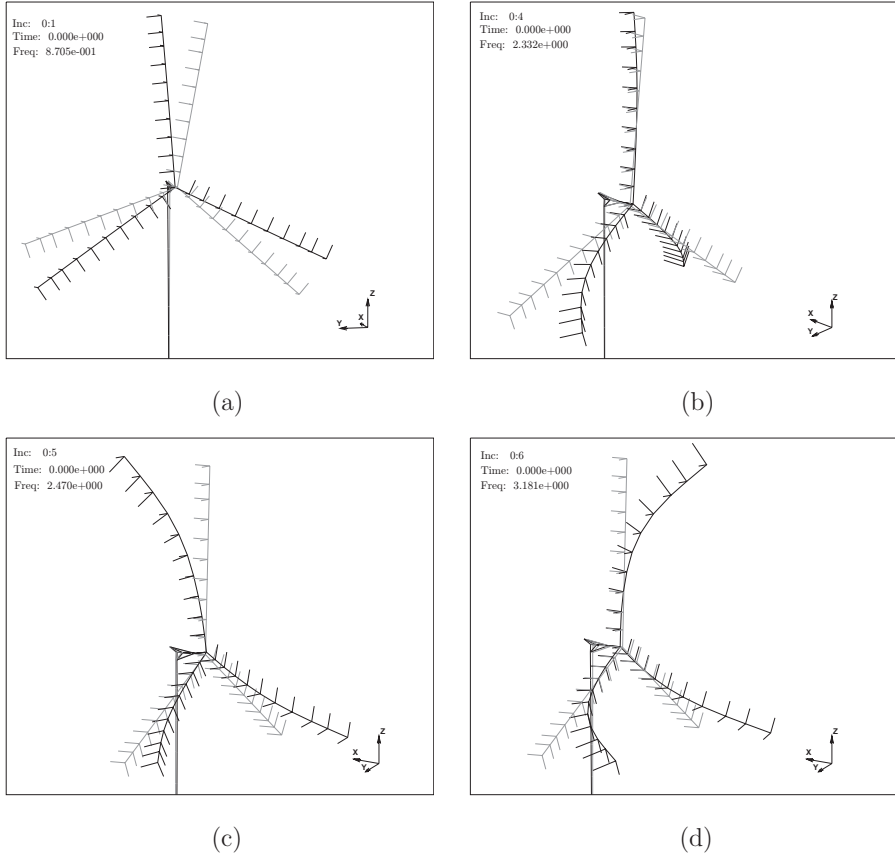 Inc: 0:1
Time: 0.000e+000
Freq: 8.705e-001
Z
X
Y
(a)
Inc: 0:4
Time: 0.000e+000
Freq: 2.332e+000
Z
X
Y
(b)
Inc: 0:5
Time: 0.000e+000
Freq: 2.470e+000
Z
X
Y
(c)
Inc: 0:6
Time: 0.000e+000
Freq: 3.181e+000
Z
X
Y
(d)